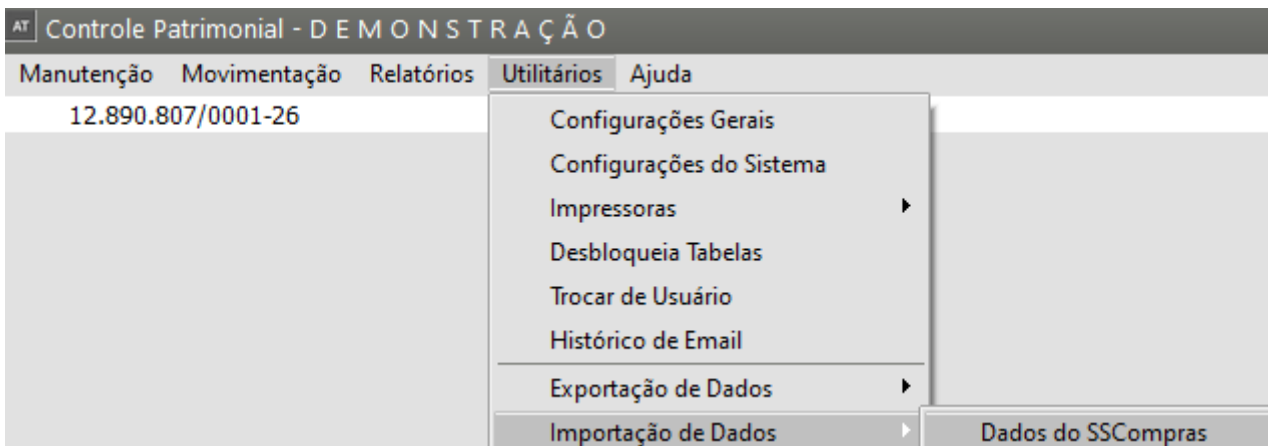 AT Controle Patrimonial - D E M O N S T R A Ç Ã O
Manutenção Movimentação Relatórios Utilitários Ajuda
12.890.807/0001-26
Configurações Gerais
Configurações do Sistema
Impressoras
Desbloqueia Tabelas
Trocar de Usuário
Histórico de Email
Exportação de Dados
Importação de Dados Dados do SSCompras